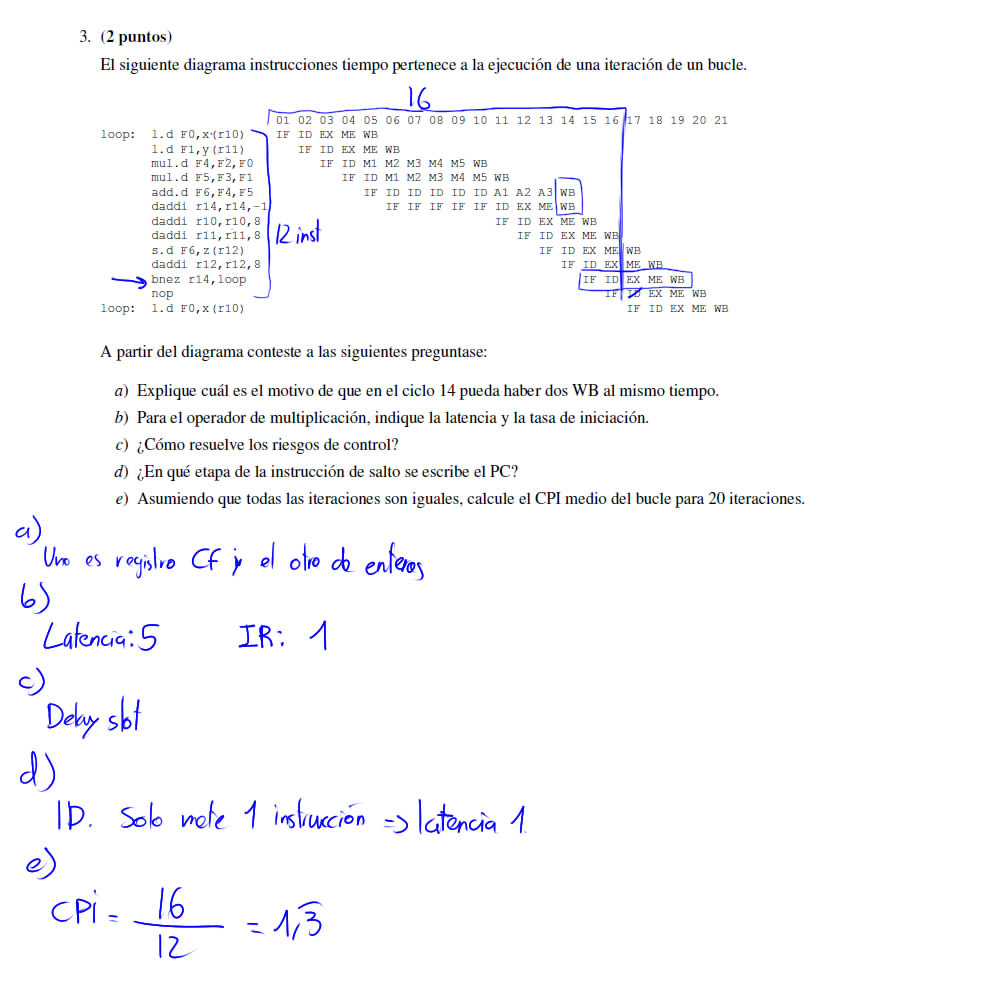 3. (2 puntos)
El siguiente diagrama instrucciones tiempo pertenece a la ejecución de una iteración de un bucle.
16
01 02 03 04 05 06 07 08 09 10 11 12 13 14 15 16 17 18 19 20 21
loop: l.d F0,x(r10) IF ID EX ME WB
l.d F1,y(r11) IF ID EX ME WB
mul.d F4,F2,F0 IF ID M1 M2 M3 M4 M5 WB
mul.d F5,F3,F1 IF ID M1 M2 M3 M4 M5 WB
add.d F6,F4,F5 IF ID ID ID ID ID A1 A2 A3 WB
daddi r14,r14,-1 IF IF IF IF IF ID EX ME WB
daddi r10,r10,8 IF ID EX ME WB
daddi r11,r11,8 12 inst IF ID EX ME WB
s.d F6,z(r12) IF ID EX ME WB
daddi r12,r12,8 IF ID EX ME WB
bnez r14,loop IF ID EX ME WB
nop IF ID EX ME WB
loop: l.d F0,x(r10) IF ID EX ME WB
A partir del diagrama conteste a las siguientes preguntase:
a) Explique cuál es el motivo de que en el ciclo 14 pueda haber dos WB al mismo tiempo.
b) Para el operador de multiplicación, indique la latencia y la tasa de iniciación.
c) ¿Cómo resuelve los riesgos de control?
d) ¿En qué etapa de la instrucción de salto se escribe el PC?
e) Asumiendo que todas las iteraciones son iguales, calcule el CPI medio del bucle para 20 iteraciones.
a)
Uno es registro CF y el otro de enteros
b)
Latencia: 5 IR: 1
c)
Delay slot
d)
ID. Solo mete 1 instrucción => latencia 1
e)
CPi = 16 / 12 = 1,3̄